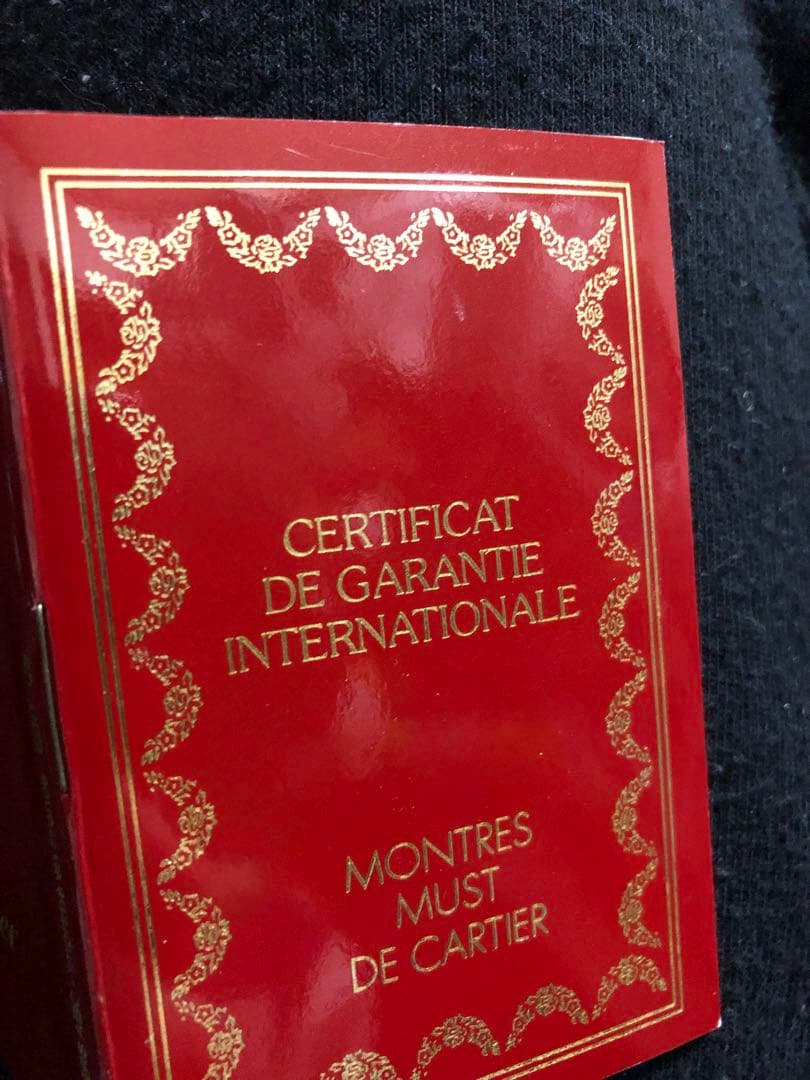 CERTIFICAT
DE GARANTIE
INTERNATIONALE
MONTRES
MUST
DE CARTIER